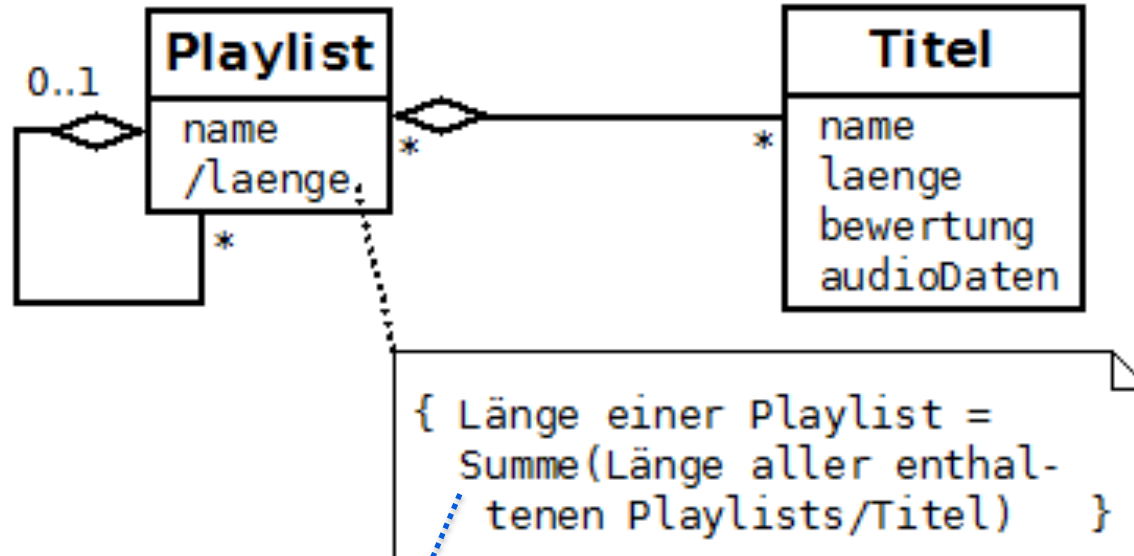 Playlist
0..1
name
/laenge
*
*
*
Titel
name
laenge
bewertung
audioDaten
{ Länge einer Playlist =
Summe(Länge aller enthal-
tenen Playlists/Titel) }